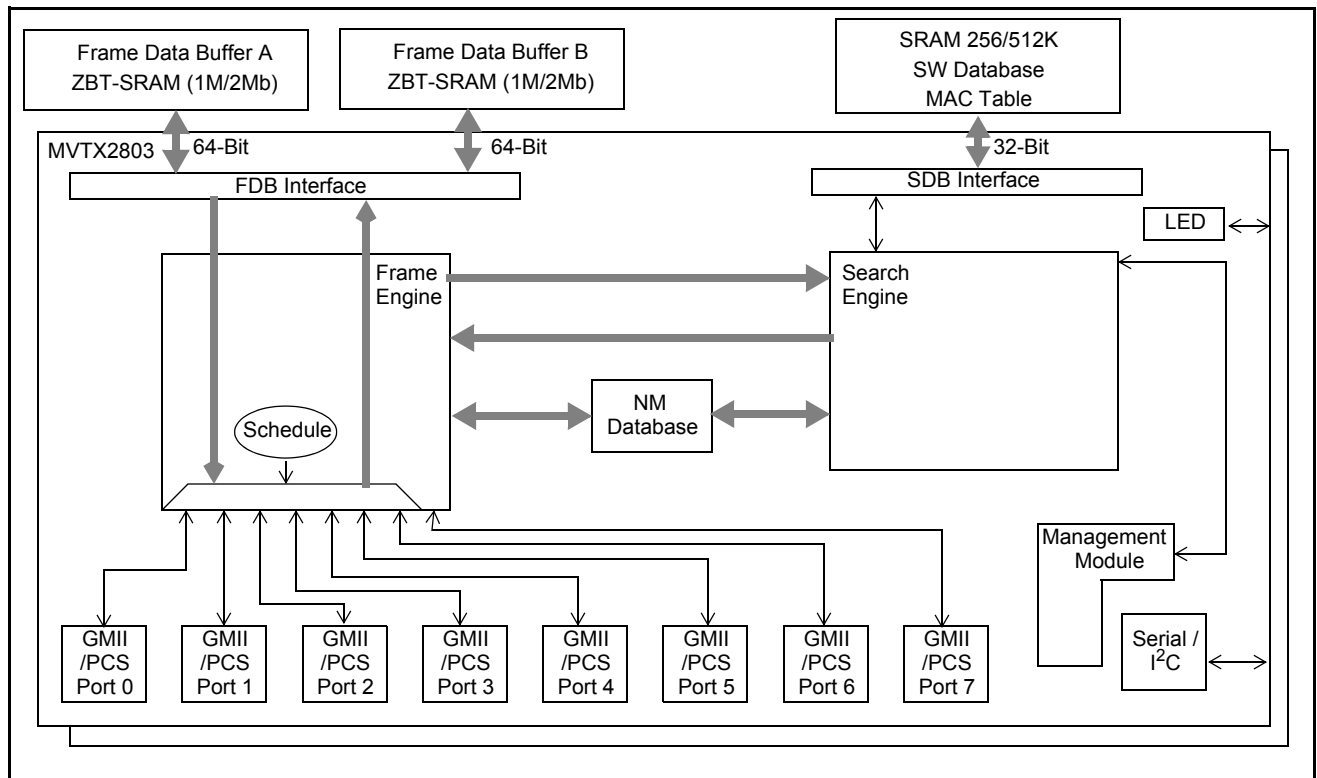 Frame Data Buffer A
ZBT-SRAM (1M/2Mb)
Frame Data Buffer B
ZBT-SRAM (1M/2Mb)
SRAM 256/512K
SW Database
MAC Table
MVTX2803
64-Bit
64-Bit
32-Bit
FDB Interface
SDB Interface
LED
Frame
Engine
Search
Engine
NM
Database
Schedule
Management
Module
GMII
/PCS
Port 0
GMII
/PCS
Port 1
GMII
/PCS
Port 2
GMII
/PCS
Port 3
GMII
/PCS
Port 4
GMII
/PCS
Port 5
GMII
/PCS
Port 6
GMII
/PCS
Port 7
Serial /
I²C